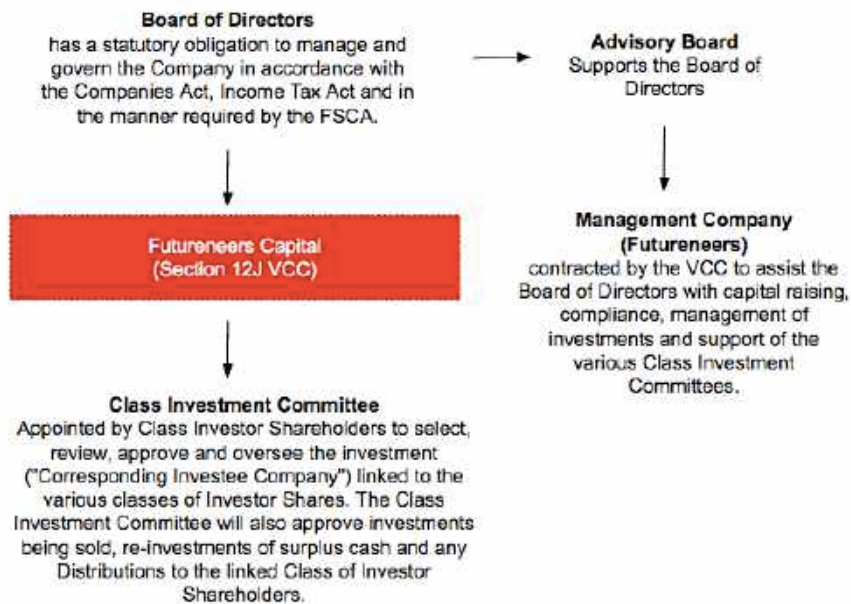 Board of Directors
has a statutory obligation to manage and
govern the Company in accordance with
the Companies Act, Income Tax Act and in
the manner required by the FSCA.
Advisory Board
Supports the Board of
Directors
Futureneers Capital
(Section 12J VCC)
Management Company
(Futureneers)
contracted by the VCC to assist the
Board of Directors with capital raising,
compliance, management of
investments and support of the
various Class Investment
Committees.
Class Investment Committee
Appointed by Class Investor Shareholders to select,
review, approve and oversee the investment
("Corresponding Investee Company") linked to the
various classes of Investor Shares. The Class
Investment Committee will also approve investments
being sold, re-investments of surplus cash and any
Distributions to the linked Class of Investor
Shareholders.